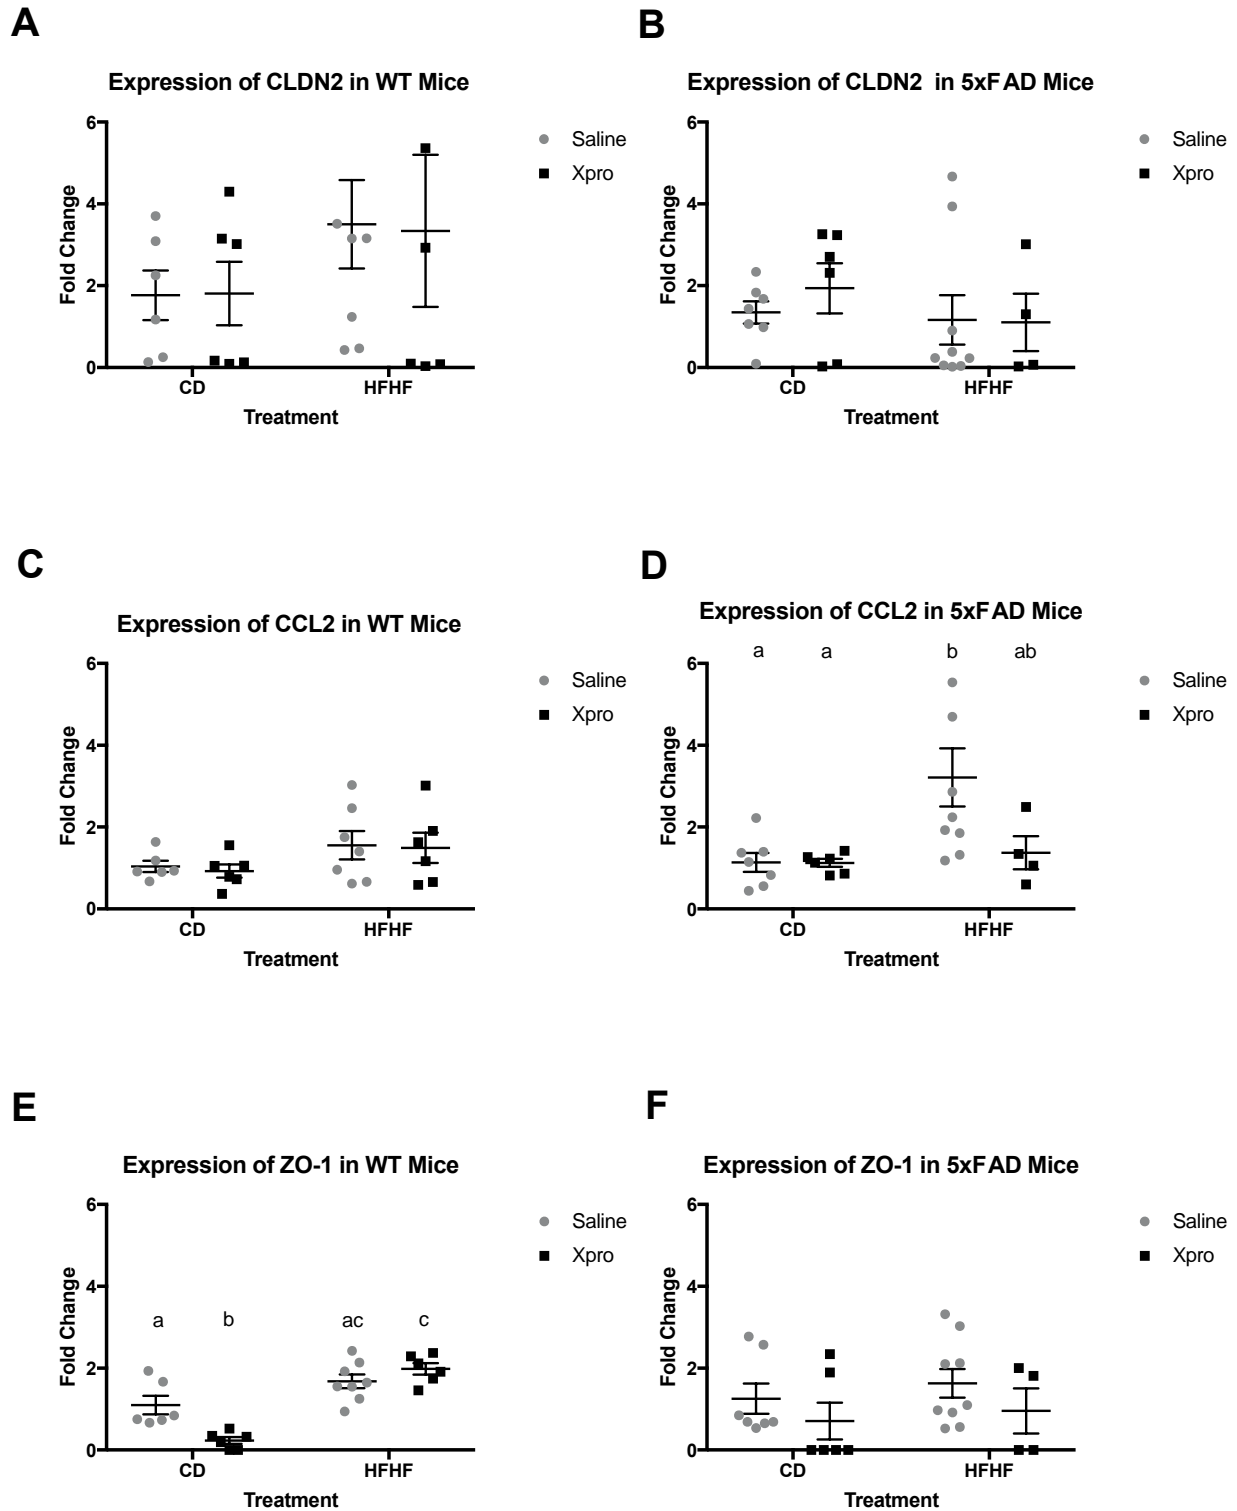 A
Expression of CLDN2 in WT Mice
6
4
2
0
Fold Change
CD
HFHF
Treatment
Saline
Xpro
B
Expression of CLDN2 in 5xFAD Mice
6
4
2
0
Fold Change
CD
HFHF
Treatment
Saline
Xpro
C
Expression of CCL2 in WT Mice
6
4
2
0
Fold Change
CD
HFHF
Treatment
Saline
Xpro
D
Expression of CCL2 in 5xFAD Mice
a a b ab
6
4
2
0
Fold Change
CD
HFHF
Treatment
Saline
Xpro
E
Expression of ZO-1 in WT Mice
6
4
2
0
Fold Change
a b ac c
CD
HFHF
Treatment
Saline
Xpro
F
Expression of ZO-1 in 5xFAD Mice
6
4
2
0
Fold Change
CD
HFHF
Treatment
Saline
Xpro